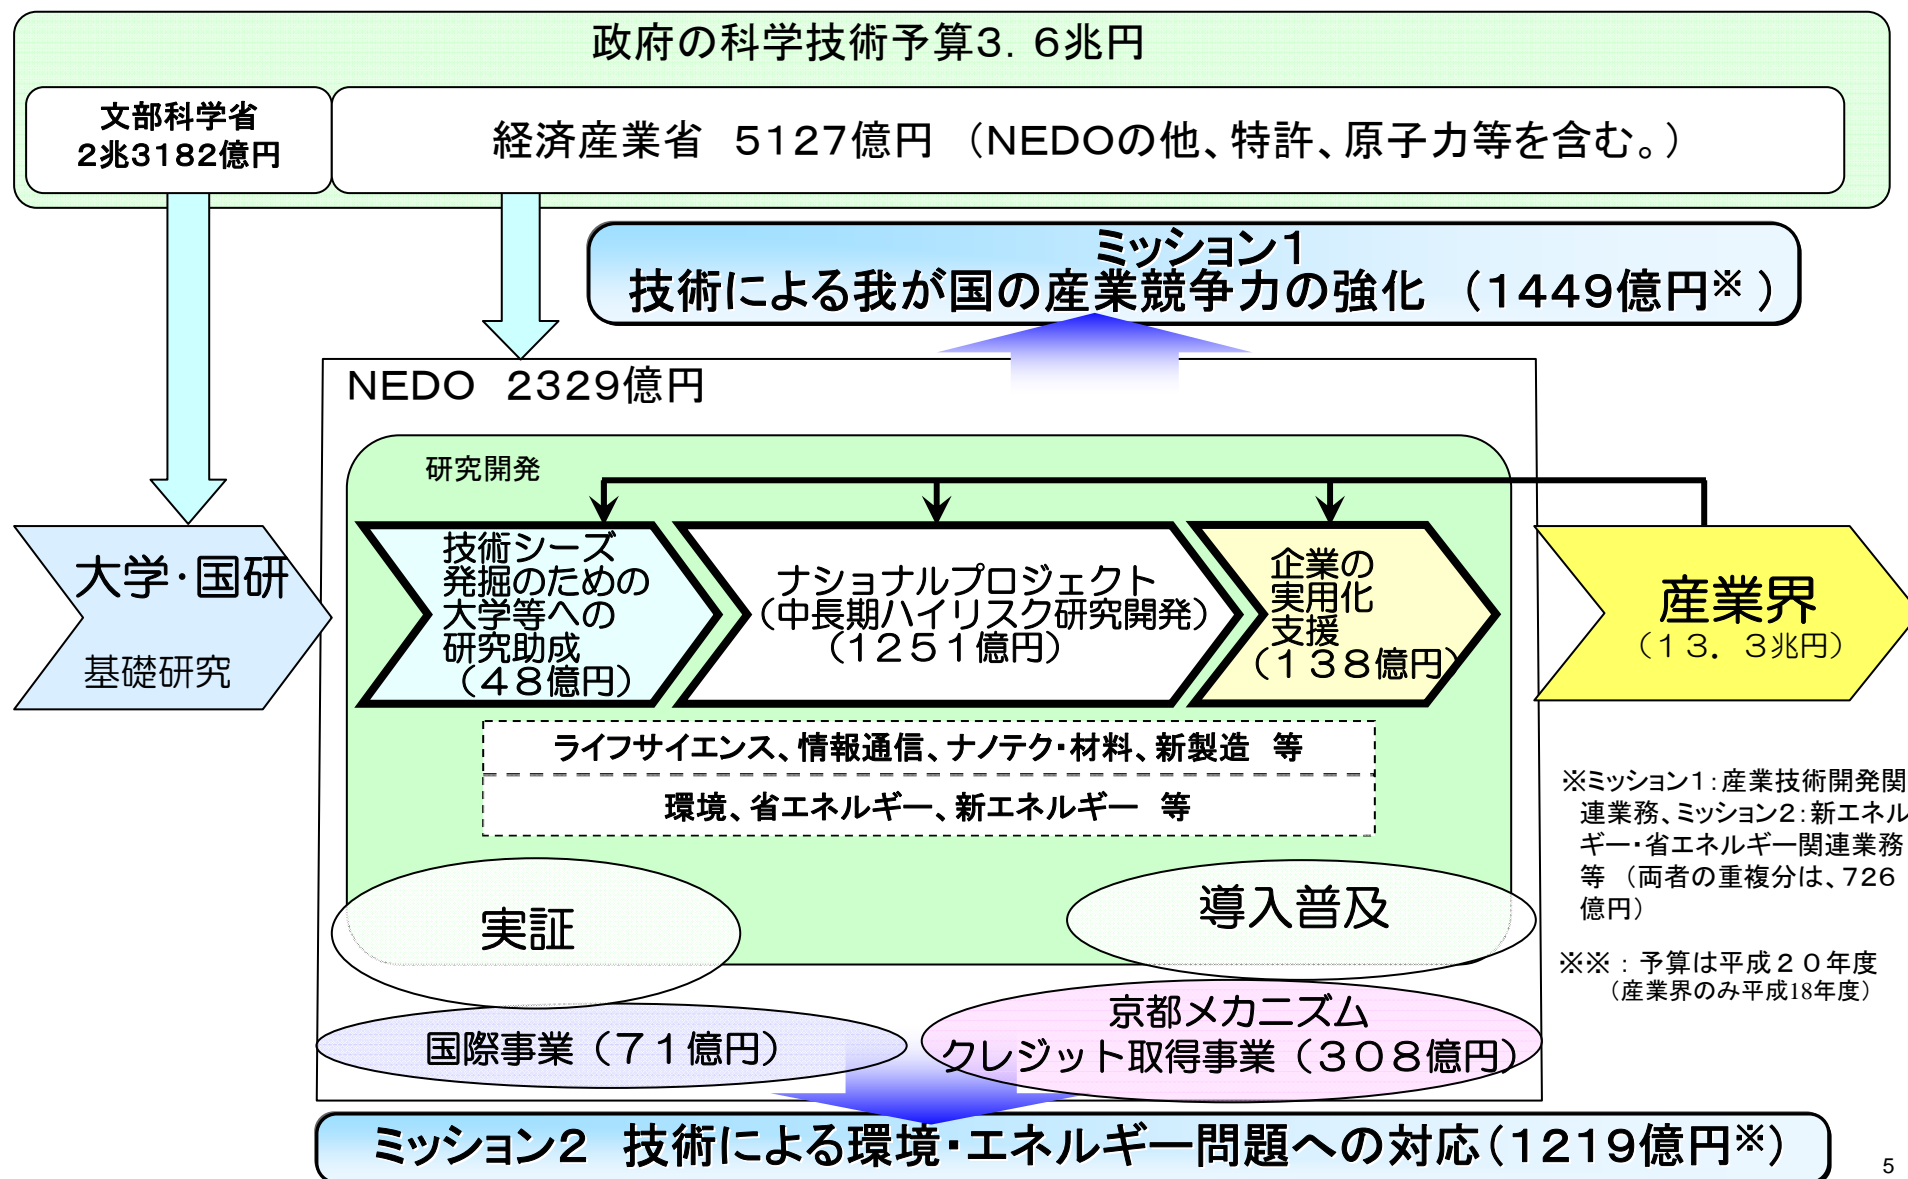 政府の科学技術予算3．6兆円
文部科学省
2兆3182億円
経済産業省　5127億円　（NEDOの他、特許、原子力等を含む。）
ミッション1
技術による我が国の産業競争力の強化　（1449億円※）
NEDO　2329億円
研究開発
大学・国研
基礎研究
技術シーズ
発掘のための
大学等への
研究助成
（４８億円）
ナショナルプロジェクト
（中長期ハイリスク研究開発）
（１２５１億円）
企業の
実用化
支援
（１３８億円）
産業界
（１３．３兆円）
ライフサイエンス、情報通信、ナノテク・材料、新製造　等
環境、省エネルギー、新エネルギー　等
※ミッション1：産業技術開発関
連業務、ミッション2：新エネル
ギー・省エネルギー関連業務
等　（両者の重複分は、726
億円）
※※：予算は平成２０年度
（産業界のみ平成18年度）
実証
導入普及
国際事業（７１億円）
京都メカニズム
クレジット取得事業（３０８億円）
ミッション2　技術による環境・エネルギー問題への対応（1219億円※）
5